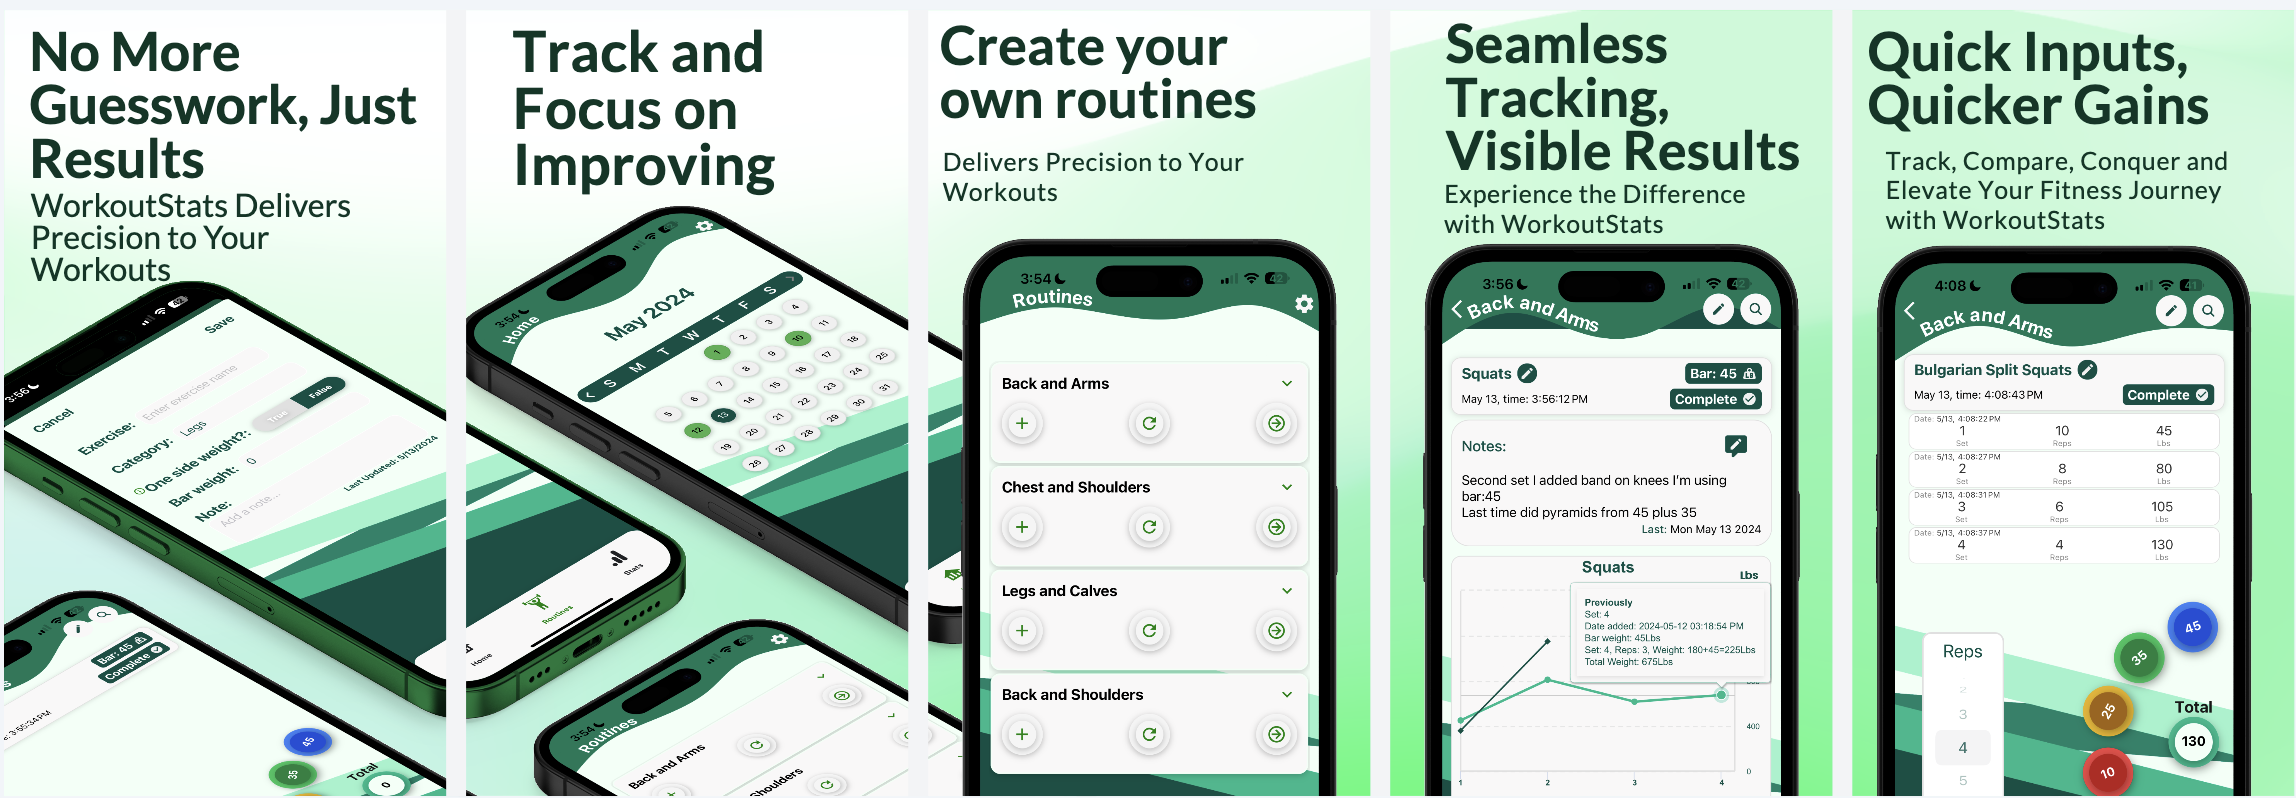 No More
Guesswork, Just
Results
WorkoutStats Delivers
Precision to Your
Workouts
3:56
42
Cancel
Save
Exercise: Enter exercise name
Category: Legs
One side weight?: True False
Bar weight: 0
Note: Add a note...
Last Updated: 5/13/2024
Bar: 45
Complete
3:55:34 PM
45
35
Total
0
Track and
Focus on
Improving
3:54
42
Home
May 2024
S M T W T F S
1 2 3 4
5 6 7 8 9 10 11
12 13 14 15 16 17 18
19 20 21 22 23 24 25
26 27 28 29 30 31
Home
Routines
Stats
3:54
42
Routines
Back and Arms
Shoulders
Create your
own routines
Delivers Precision to Your
Workouts
3:54
42
Routines
Back and Arms
Chest and Shoulders
Legs and Calves
Back and Shoulders
Seamless
Tracking,
Visible Results
Experience the Difference
with WorkoutStats
3:56
42
Back and Arms
Squats
Bar: 45
May 13, time: 3:56:12 PM
Complete
Notes:
Second set I added band on knees I'm using
bar:45
Last time did pyramids from 45 plus 35
Last: Mon May 13 2024
Squats
Lbs
Previously
Set: 4
Date added: 2024-05-12 03:18:54 PM
Bar weight: 45Lbs
Set: 4, Reps: 3, Weight: 180+45=225Lbs
Total Weight: 675Lbs
400
0
1 2 3 4
Quick Inputs,
Quicker Gains
Track, Compare, Conquer and
Elevate Your Fitness Journey
with WorkoutStats
4:08
41
Back and Arms
Bulgarian Split Squats
May 13, time: 4:08:43 PM
Complete
Date: 5/13, 4:08:22 PM
1 10 45
Set Reps Lbs
Date: 5/13, 4:08:27 PM
2 8 80
Set Reps Lbs
Date: 5/13, 4:08:31 PM
3 6 105
Set Reps Lbs
Date: 5/13, 4:08:37 PM
4 4 130
Set Reps Lbs
Reps
2
3
4
5
45
35
25
10
Total
130